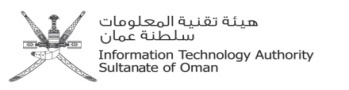 هيئة تقنية المعلومات
سلطنة عمان
Information Technology Authority
Sultanate of Oman